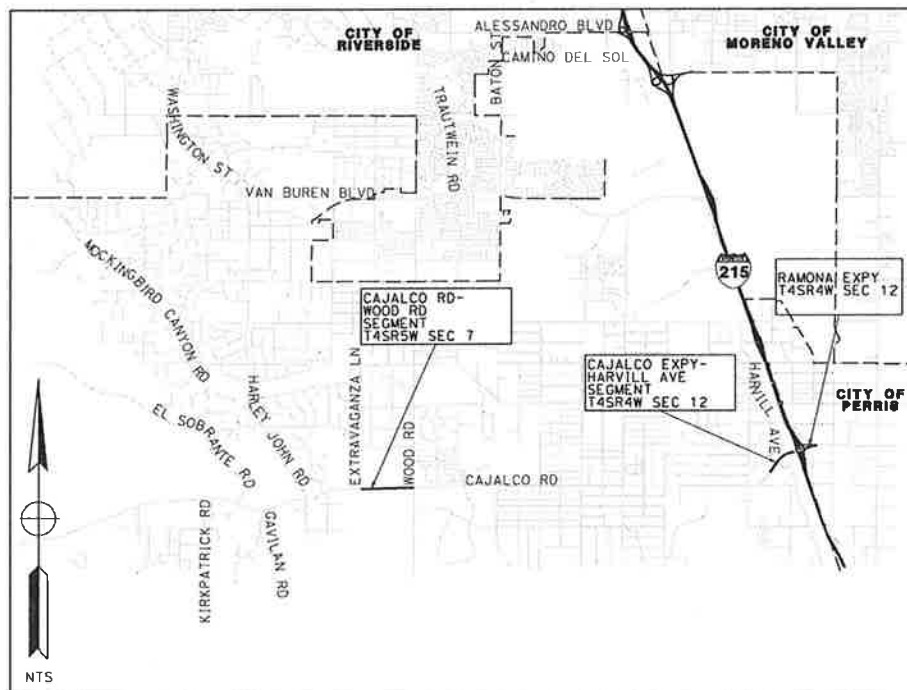 CITY OF
RIVERSIDE
ALESSANDRO BLVD
CITY OF
MORENO VALLEY
CAMINO DEL SOL
BATON ST
TRAUTWEIN RD
WASHINGTON ST
VAN BUREN BLVD
MOCKINGBIRD CANYON RD
215
RAMONA EXPY
T4SR4W SEC 12
CAJALCO RD-
WOOD RD
SEGMENT
T4SR5W SEC 7
CAJALCO EXPY-
HARVILL AVE
SEGMENT
T4SR4W SEC 12
HARVILL AVE
CITY OF
PERRIS
EXTRAVAGANZA LN
WOOD RD
HARLEY JOHN RD
EL SOBRANTE RD
CAJALCO RD
KIRKPATRICK RD
GAVILAN RD
NTS